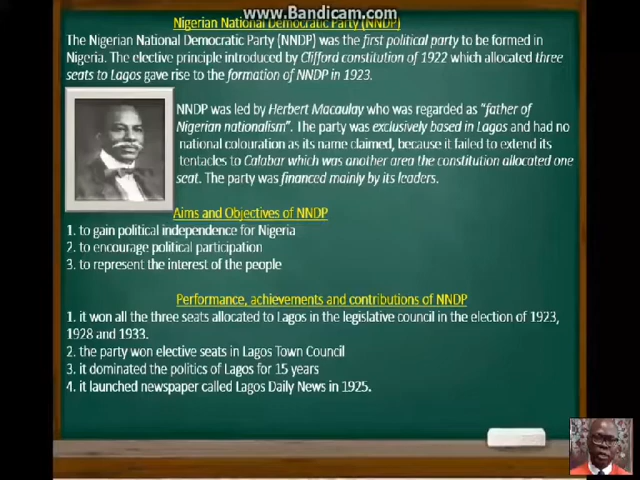 www.Bandicam.com
Nigerian National Democratic Party (NNDP)
The Nigerian National Democratic Party (NNDP) was the first political party to be formed in
Nigeria. The elective principle introduced by Clifford constitution of 1922 which allocated three
seats to Lagos gave rise to the formation of NNDP in 1923.
NNDP was led by Herbert Macaulay who was regarded as "father of
Nigerian nationalism". The party was exclusively based in Lagos and had no
national colouration as its name claimed, because it failed to extend its
tentacles to Calabar which was another area the constitution allocated one
seat. The party was financed mainly by its leaders.
Aims and Objectives of NNDP
1. to gain political independence for Nigeria
2. to encourage political participation
3. to represent the interest of the people
Performance, achievements and contributions of NNDP
1. it won all the three seats allocated to Lagos in the legislative council in the election of 1923,
1928 and 1933.
2. the party won elective seats in Lagos Town Council
3. it dominated the politics of Lagos for 15 years
4. it launched newspaper called Lagos Daily News in 1925.